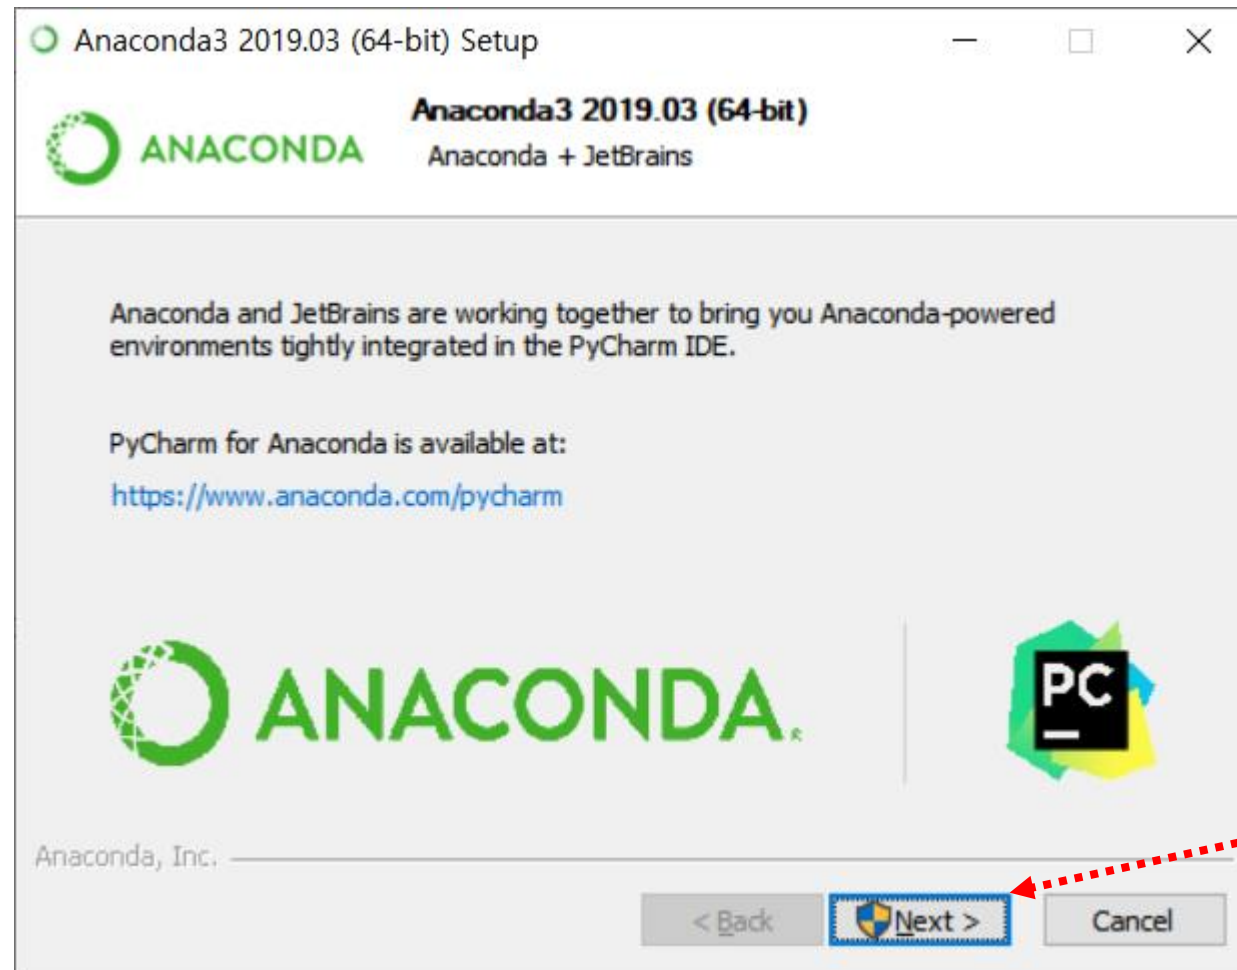 Anaconda3 2019.03 (64-bit) Setup
Anaconda3 2019.03 (64-bit)
ANACONDA
Anaconda + JetBrains
Anaconda and JetBrains are working together to bring you Anaconda-powered
environments tightly integrated in the PyCharm IDE.
PyCharm for Anaconda is available at:
https://www.anaconda.com/pycharm
ANACONDA®
PC
Anaconda, Inc.
< Back Next > Cancel